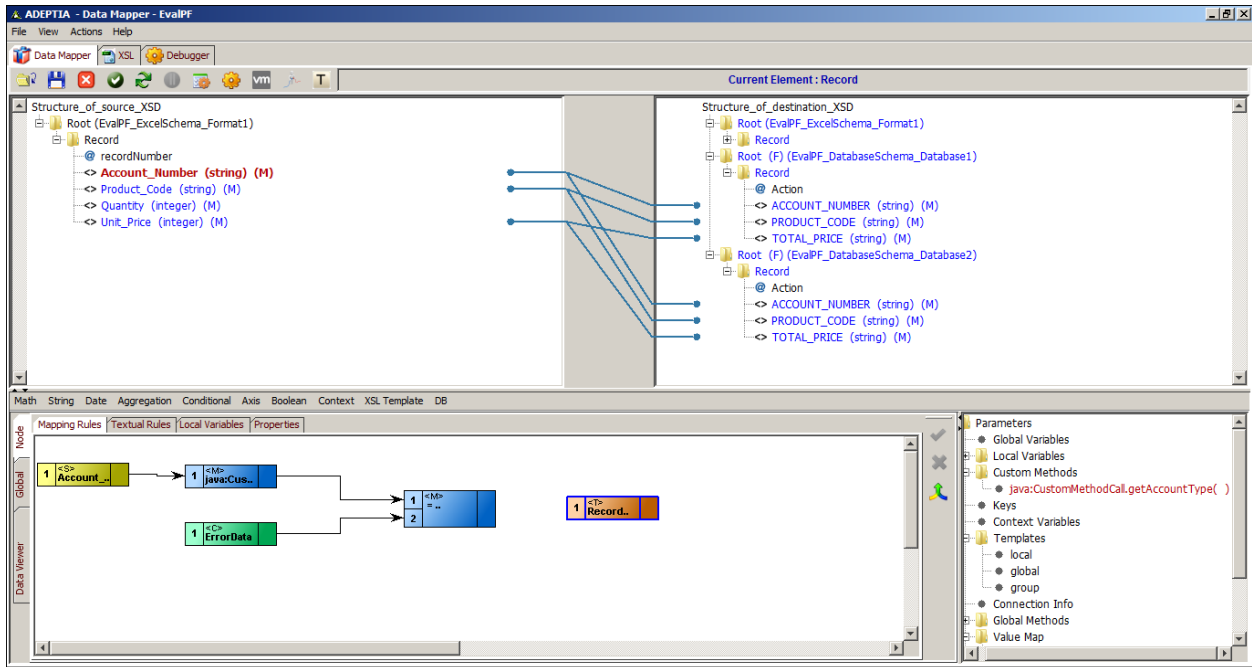 ADEPTIA - Data Mapper - EvalPF
File View Actions Help
Data Mapper XSL Debugger
vm T Current Element : Record
Structure_of_source_XSD
Root (EvalPF_ExcelSchema_Format1)
Record
@ recordNumber
<> Account_Number (string) (M)
<> Product_Code (string) (M)
<> Quantity (integer) (M)
<> Unit_Price (integer) (M)
Structure_of_destination_XSD
Root (EvalPF_ExcelSchema_Format1)
Record
Root (F) (EvalPF_DatabaseSchema_Database1)
Record
@ Action
<> ACCOUNT_NUMBER (string) (M)
<> PRODUCT_CODE (string) (M)
<> TOTAL_PRICE (string) (M)
Root (F) (EvalPF_DatabaseSchema_Database2)
Record
@ Action
<> ACCOUNT_NUMBER (string) (M)
<> PRODUCT_CODE (string) (M)
<> TOTAL_PRICE (string) (M)
Math String Date Aggregation Conditional Axis Boolean Context XSL Template DB
Node
Global
Data Viewer
Mapping Rules Textual Rules Local Variables Properties
1 <S> Account_..
1 <M> java:Cus..
1 <C> ErrorData
1 2 <M> = ..
1 <T> Record..
Parameters
Global Variables
Local Variables
Custom Methods
java:CustomMethodCall.getAccountType( )
Keys
Context Variables
Templates
local
global
group
Connection Info
Global Methods
Value Map